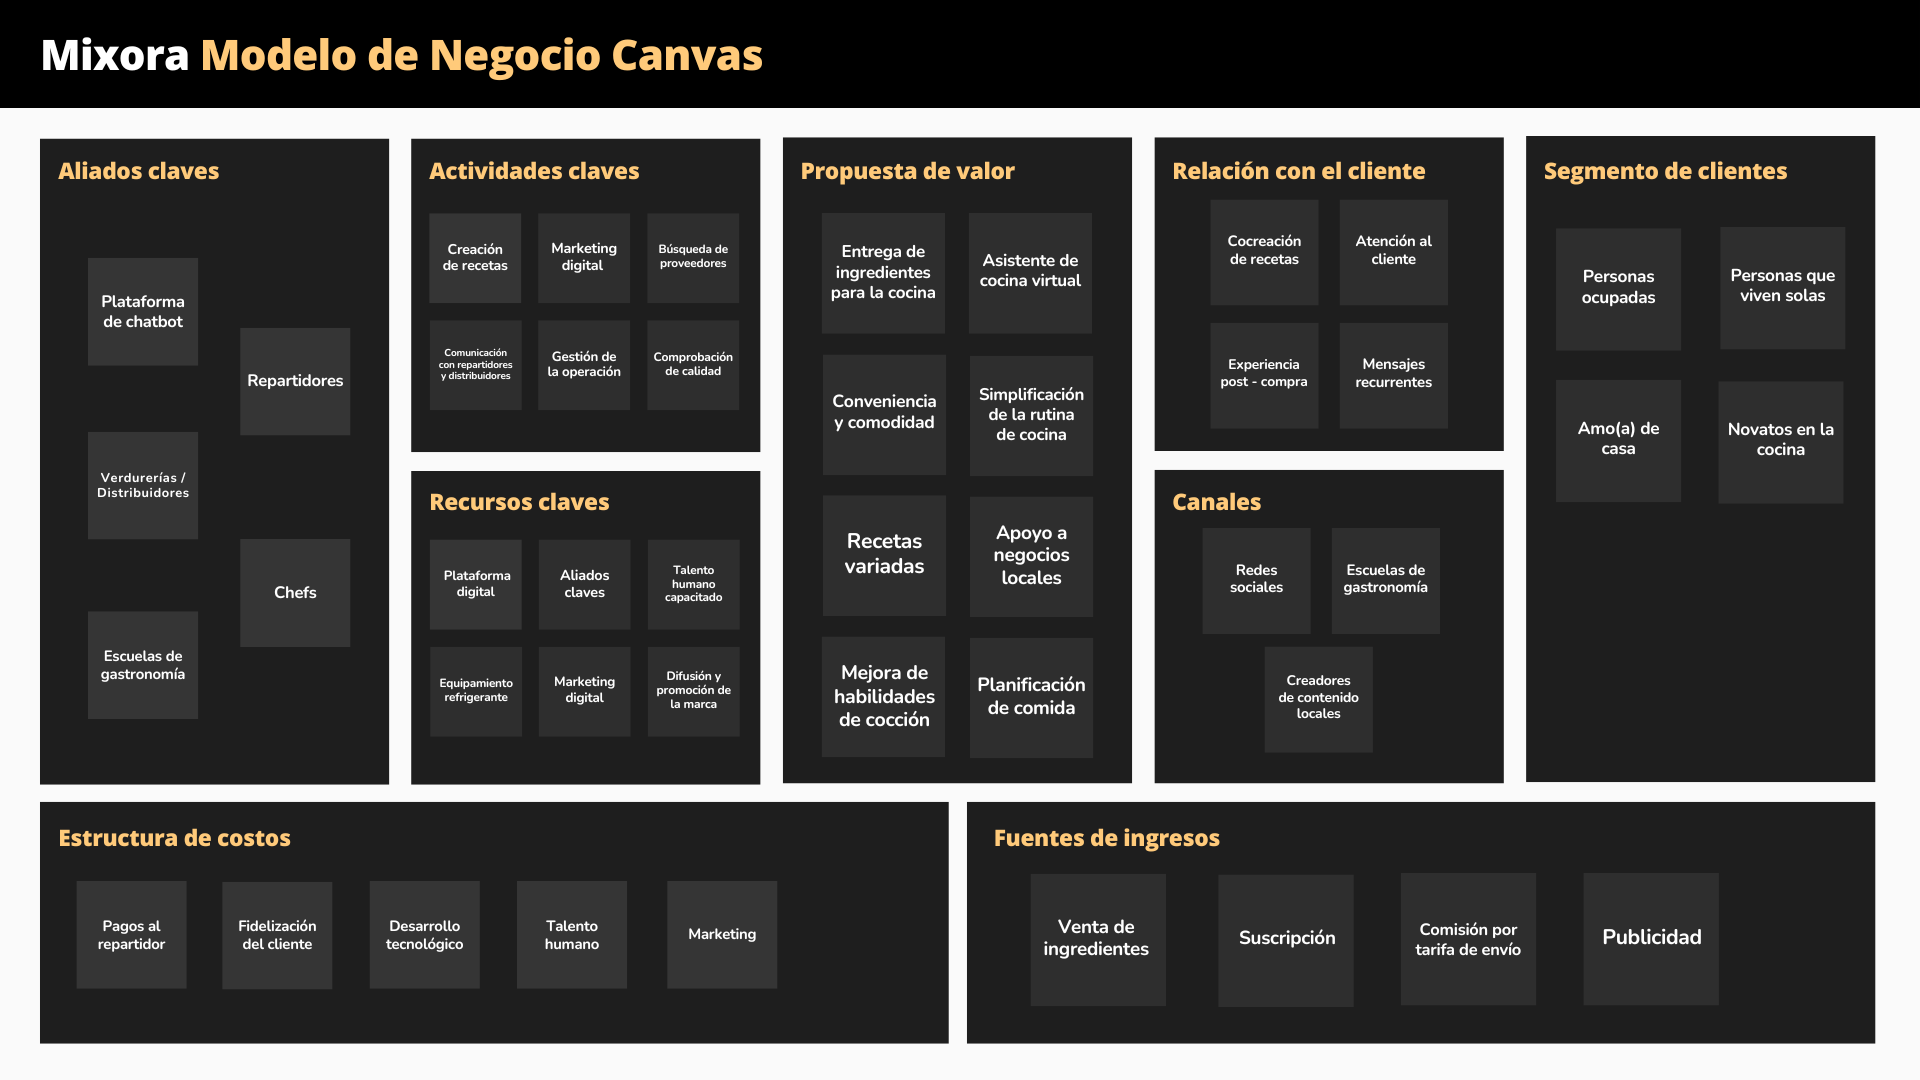 Mixora Modelo de Negocio Canvas
Aliados claves
Plataforma
de chatbot
Repartidores
Verdurerías /
Distribuidores
Chefs
Escuelas de
gastronomía
Actividades claves
Creación
de recetas
Marketing
digital
Búsqueda de
proveedores
Comunicación
con repartidores
y distribuidores
Gestión de
la operación
Comprobación
de calidad
Recursos claves
Plataforma
digital
Aliados
claves
Talento
humano
capacitado
Equipamiento
refrigerante
Marketing
digital
Difusión y
promoción de
la marca
Propuesta de valor
Entrega de
ingredientes
para la cocina
Asistente de
cocina virtual
Conveniencia
y comodidad
Simplificación
de la rutina
de cocina
Recetas
variadas
Apoyo a
negocios
locales
Mejora de
habilidades
de cocción
Planificación
de comida
Relación con el cliente
Cocreación
de recetas
Atención al
cliente
Experiencia
post - compra
Mensajes
recurrentes
Canales
Redes
sociales
Escuelas de
gastronomía
Creadores
de contenido
locales
Segmento de clientes
Personas
ocupadas
Personas que
viven solas
Amo(a) de
casa
Novatos en la
cocina
Estructura de costos
Pagos al
repartidor
Fidelización
del cliente
Desarrollo
tecnológico
Talento
humano
Marketing
Fuentes de ingresos
Venta de
ingredientes
Suscripción
Comisión por
tarifa de envío
Publicidad